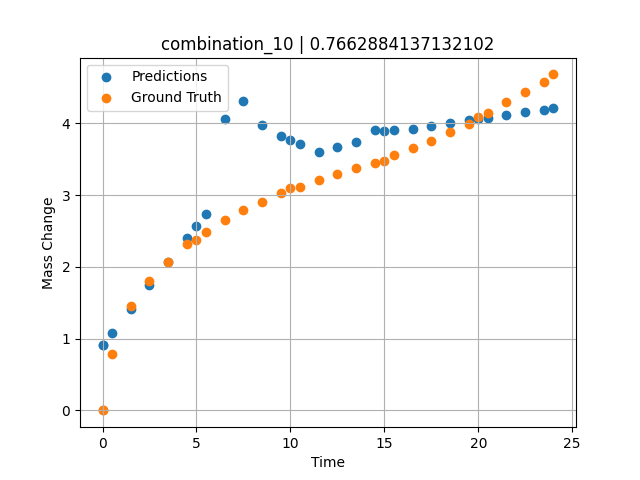 combination_10 | 0.7662884137132102
Predictions
Ground Truth
4
3
2
1
0
Mass Change
0 5 10 15 20 25
Time